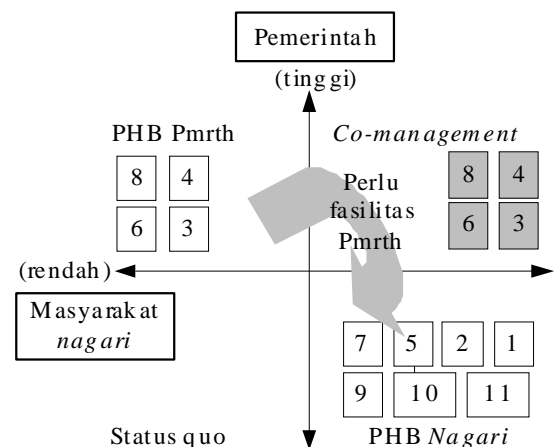 Pemerintah
(tinggi)
PHB Pmrth
Co-management
8 4
6 3
Perlu
fasilitas
Pmrth
8 4
6 3
(rendah)
Masyarakat
nagari
7 5 2 1
9 10 11
Status quo
PHB Nagari